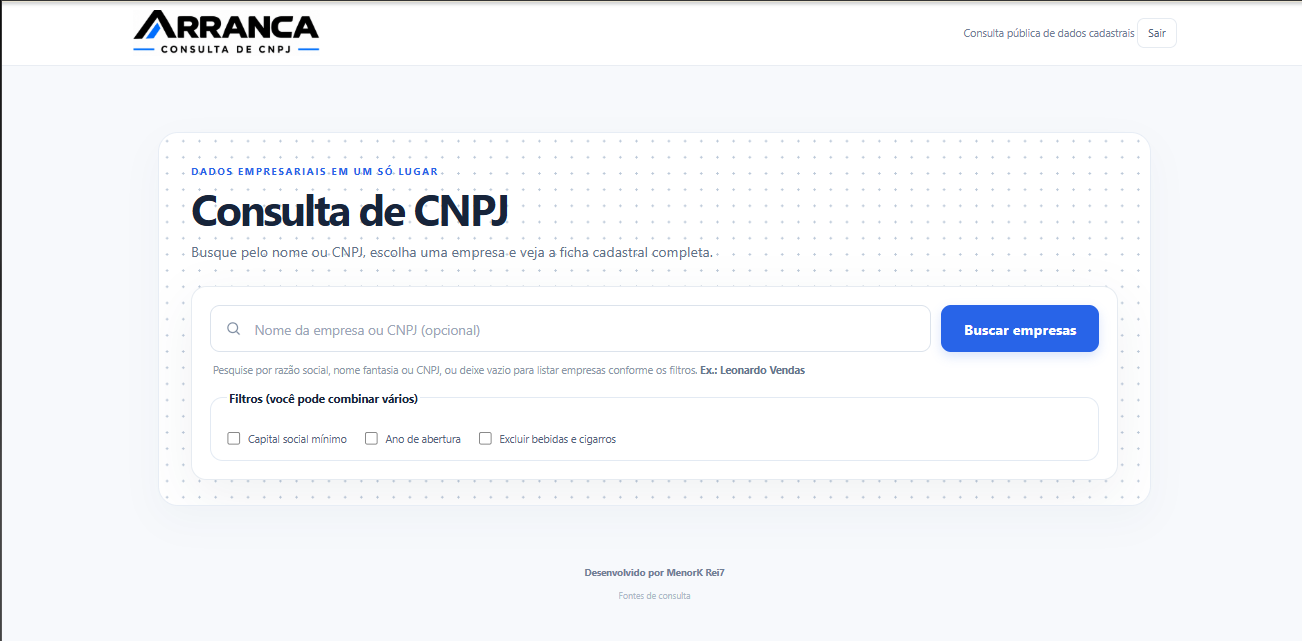 ARRANCA
CONSULTA DE CNPJ
Consulta pública de dados cadastrais
Sair
DADOS EMPRESARIAIS EM UM SÓ LUGAR
Consulta de CNPJ
Busque pelo nome ou CNPJ, escolha uma empresa e veja a ficha cadastral completa.
Nome da empresa ou CNPJ (opcional)
Buscar empresas
Pesquise por razão social, nome fantasia ou CNPJ, ou deixe vazio para listar empresas conforme os filtros. Ex.: Leonardo Vendas
Filtros (você pode combinar vários)
Capital social mínimo
Ano de abertura
Excluir bebidas e cigarros
Desenvolvido por MenorK Rei7
Fontes de consulta